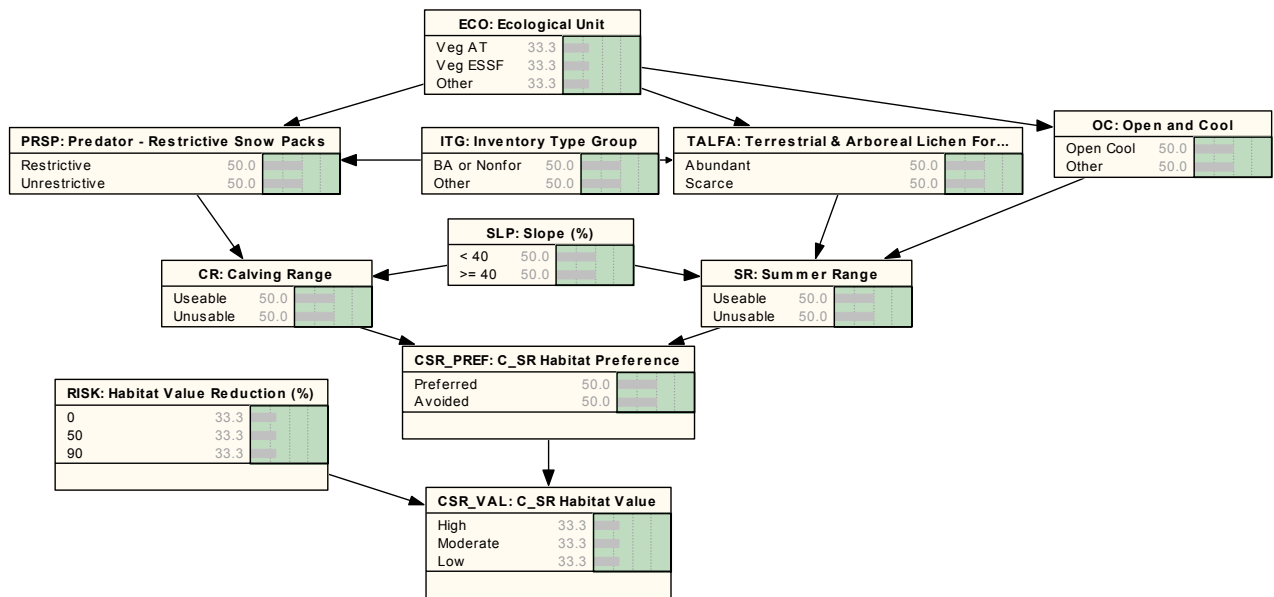 ECO: Ecological Unit
Veg AT 33.3
Veg ESSF 33.3
Other 33.3
PRSP: Predator - Restrictive Snow Packs
Restrictive 50.0
Unrestrictive 50.0
ITG: Inventory Type Group
BA or Nonfor 50.0
Other 50.0
TALFA: Terrestrial & Arboreal Lichen For...
Abundant 50.0
Scarce 50.0
OC: Open and Cool
Open Cool 50.0
Other 50.0
SLP: Slope (%)
< 40 50.0
>= 40 50.0
CR: Calving Range
Useable 50.0
Unusable 50.0
SR: Summer Range
Useable 50.0
Unusable 50.0
CSR_PREF: C_SR Habitat Preference
Preferred 50.0
Avoided 50.0
RISK: Habitat Value Reduction (%)
0 33.3
50 33.3
90 33.3
CSR_VAL: C_SR Habitat Value
High 33.3
Moderate 33.3
Low 33.3